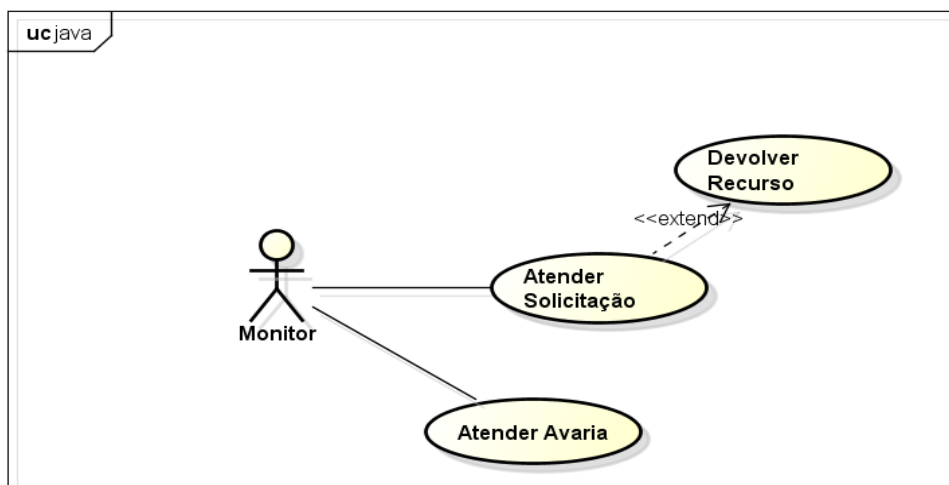 uc java
Devolver
Recurso
<<extend>>
Atender
Solicitação
Monitor
Atender Avaria